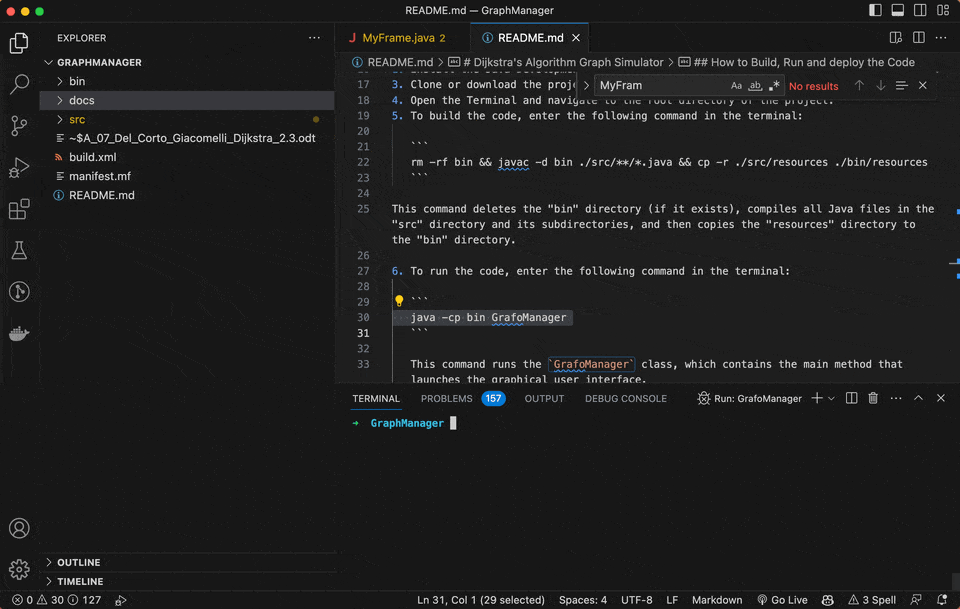 README.md — GraphManager
EXPLORER
GRAPHMANAGER
bin
docs
src
~$A_07_Del_Corto_Giacomelli_Dijkstra_2.3.odt
build.xml
manifest.mf
README.md
OUTLINE
TIMELINE
J MyFrame.java 2
README.md
README.md > # Dijkstra's Algorithm Graph Simulator > ## How to Build, Run and deploy the Code
MyFram Aa ab .* No results
17 3. Clone or download the proj
18 4. Open the Terminal and navigate to the root directory of the project.
19 5. To build the code, enter the following command in the terminal:
20
21 ```
22 rm -rf bin && javac -d bin ./src/**/*.java && cp -r ./src/resources ./bin/resources
23 ```
24
25 This command deletes the "bin" directory (if it exists), compiles all Java files in the
"src" directory and its subdirectories, and then copies the "resources" directory to
the "bin" directory.
26
27 6. To run the code, enter the following command in the terminal:
28
29 ```
30 java -cp bin GrafoManager
31 ```
32
33 This command runs the `GrafoManager` class, which contains the main method that
launches the graphical user interface.
TERMINAL PROBLEMS 157 OUTPUT DEBUG CONSOLE Run: GrafoManager
→ GraphManager
0 30 127
Ln 31, Col 1 (29 selected) Spaces: 4 UTF-8 LF Markdown Go Live 3 Spell